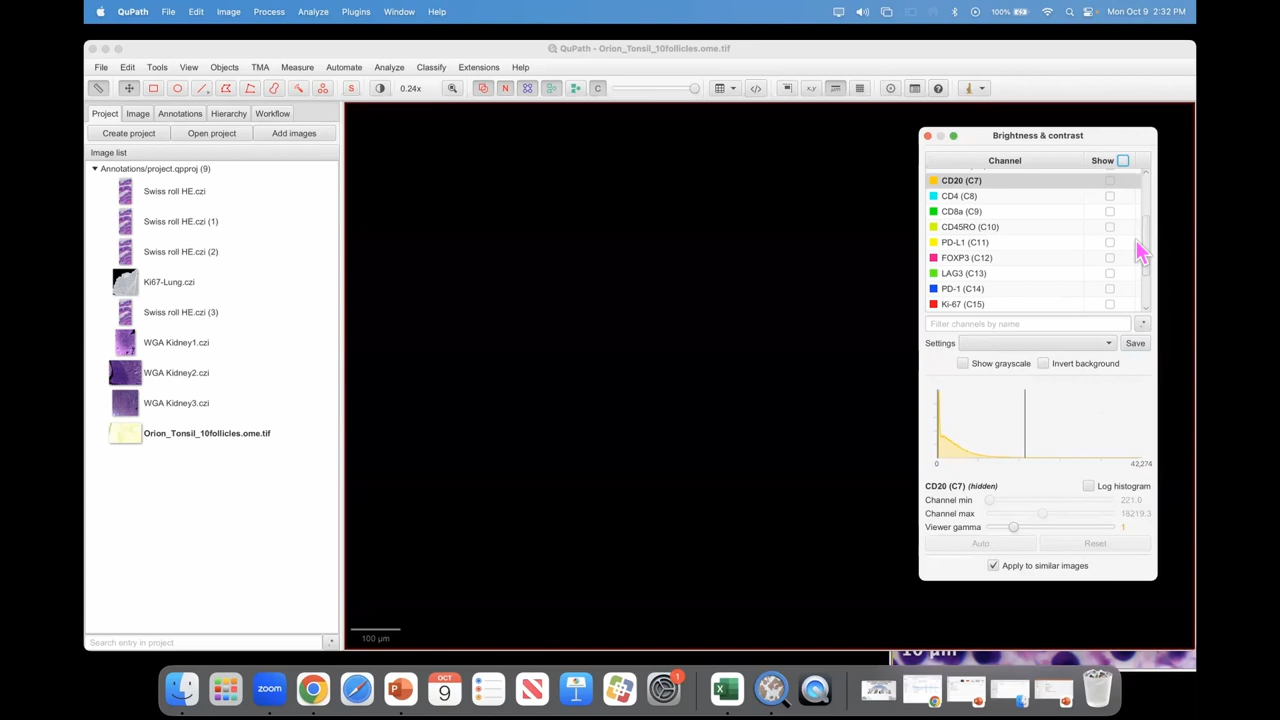 QuPath File Edit Image Process Analyze Plugins Window Help 100% Mon Oct 9 2:32 PM
QuPath - Orion_Tonsil_10follicles.ome.tif
File Edit Tools View Objects TMA Measure Automate Analyze Classify Extensions Help
S 0.24x N C x,y </> ?
Project Image Annotations Hierarchy Workflow
Create project Open project Add images
Image list
Annotations/project.qpproj (9)
Swiss roll HE.czi
Swiss roll HE.czi (1)
Swiss roll HE.czi (2)
Ki67-Lung.czi
Swiss roll HE.czi (3)
WGA Kidney1.czi
WGA Kidney2.czi
WGA Kidney3.czi
Orion_Tonsil_10follicles.ome.tif
Search entry in project .*
100 µm
Brightness & contrast
Channel Show
CD20 (C7)
CD4 (C8)
CD8a (C9)
CD45RO (C10)
PD-L1 (C11)
FOXP3 (C12)
LAG3 (C13)
PD-1 (C14)
Ki-67 (C15)
Filter channels by name .*
Settings Save
Show grayscale Invert background
0 42,274
CD20 (C7) (hidden) Log histogram
Channel min 221.0
Channel max 18219.3
Viewer gamma 1
Auto Reset
Apply to similar images
zoom OCT 9 1